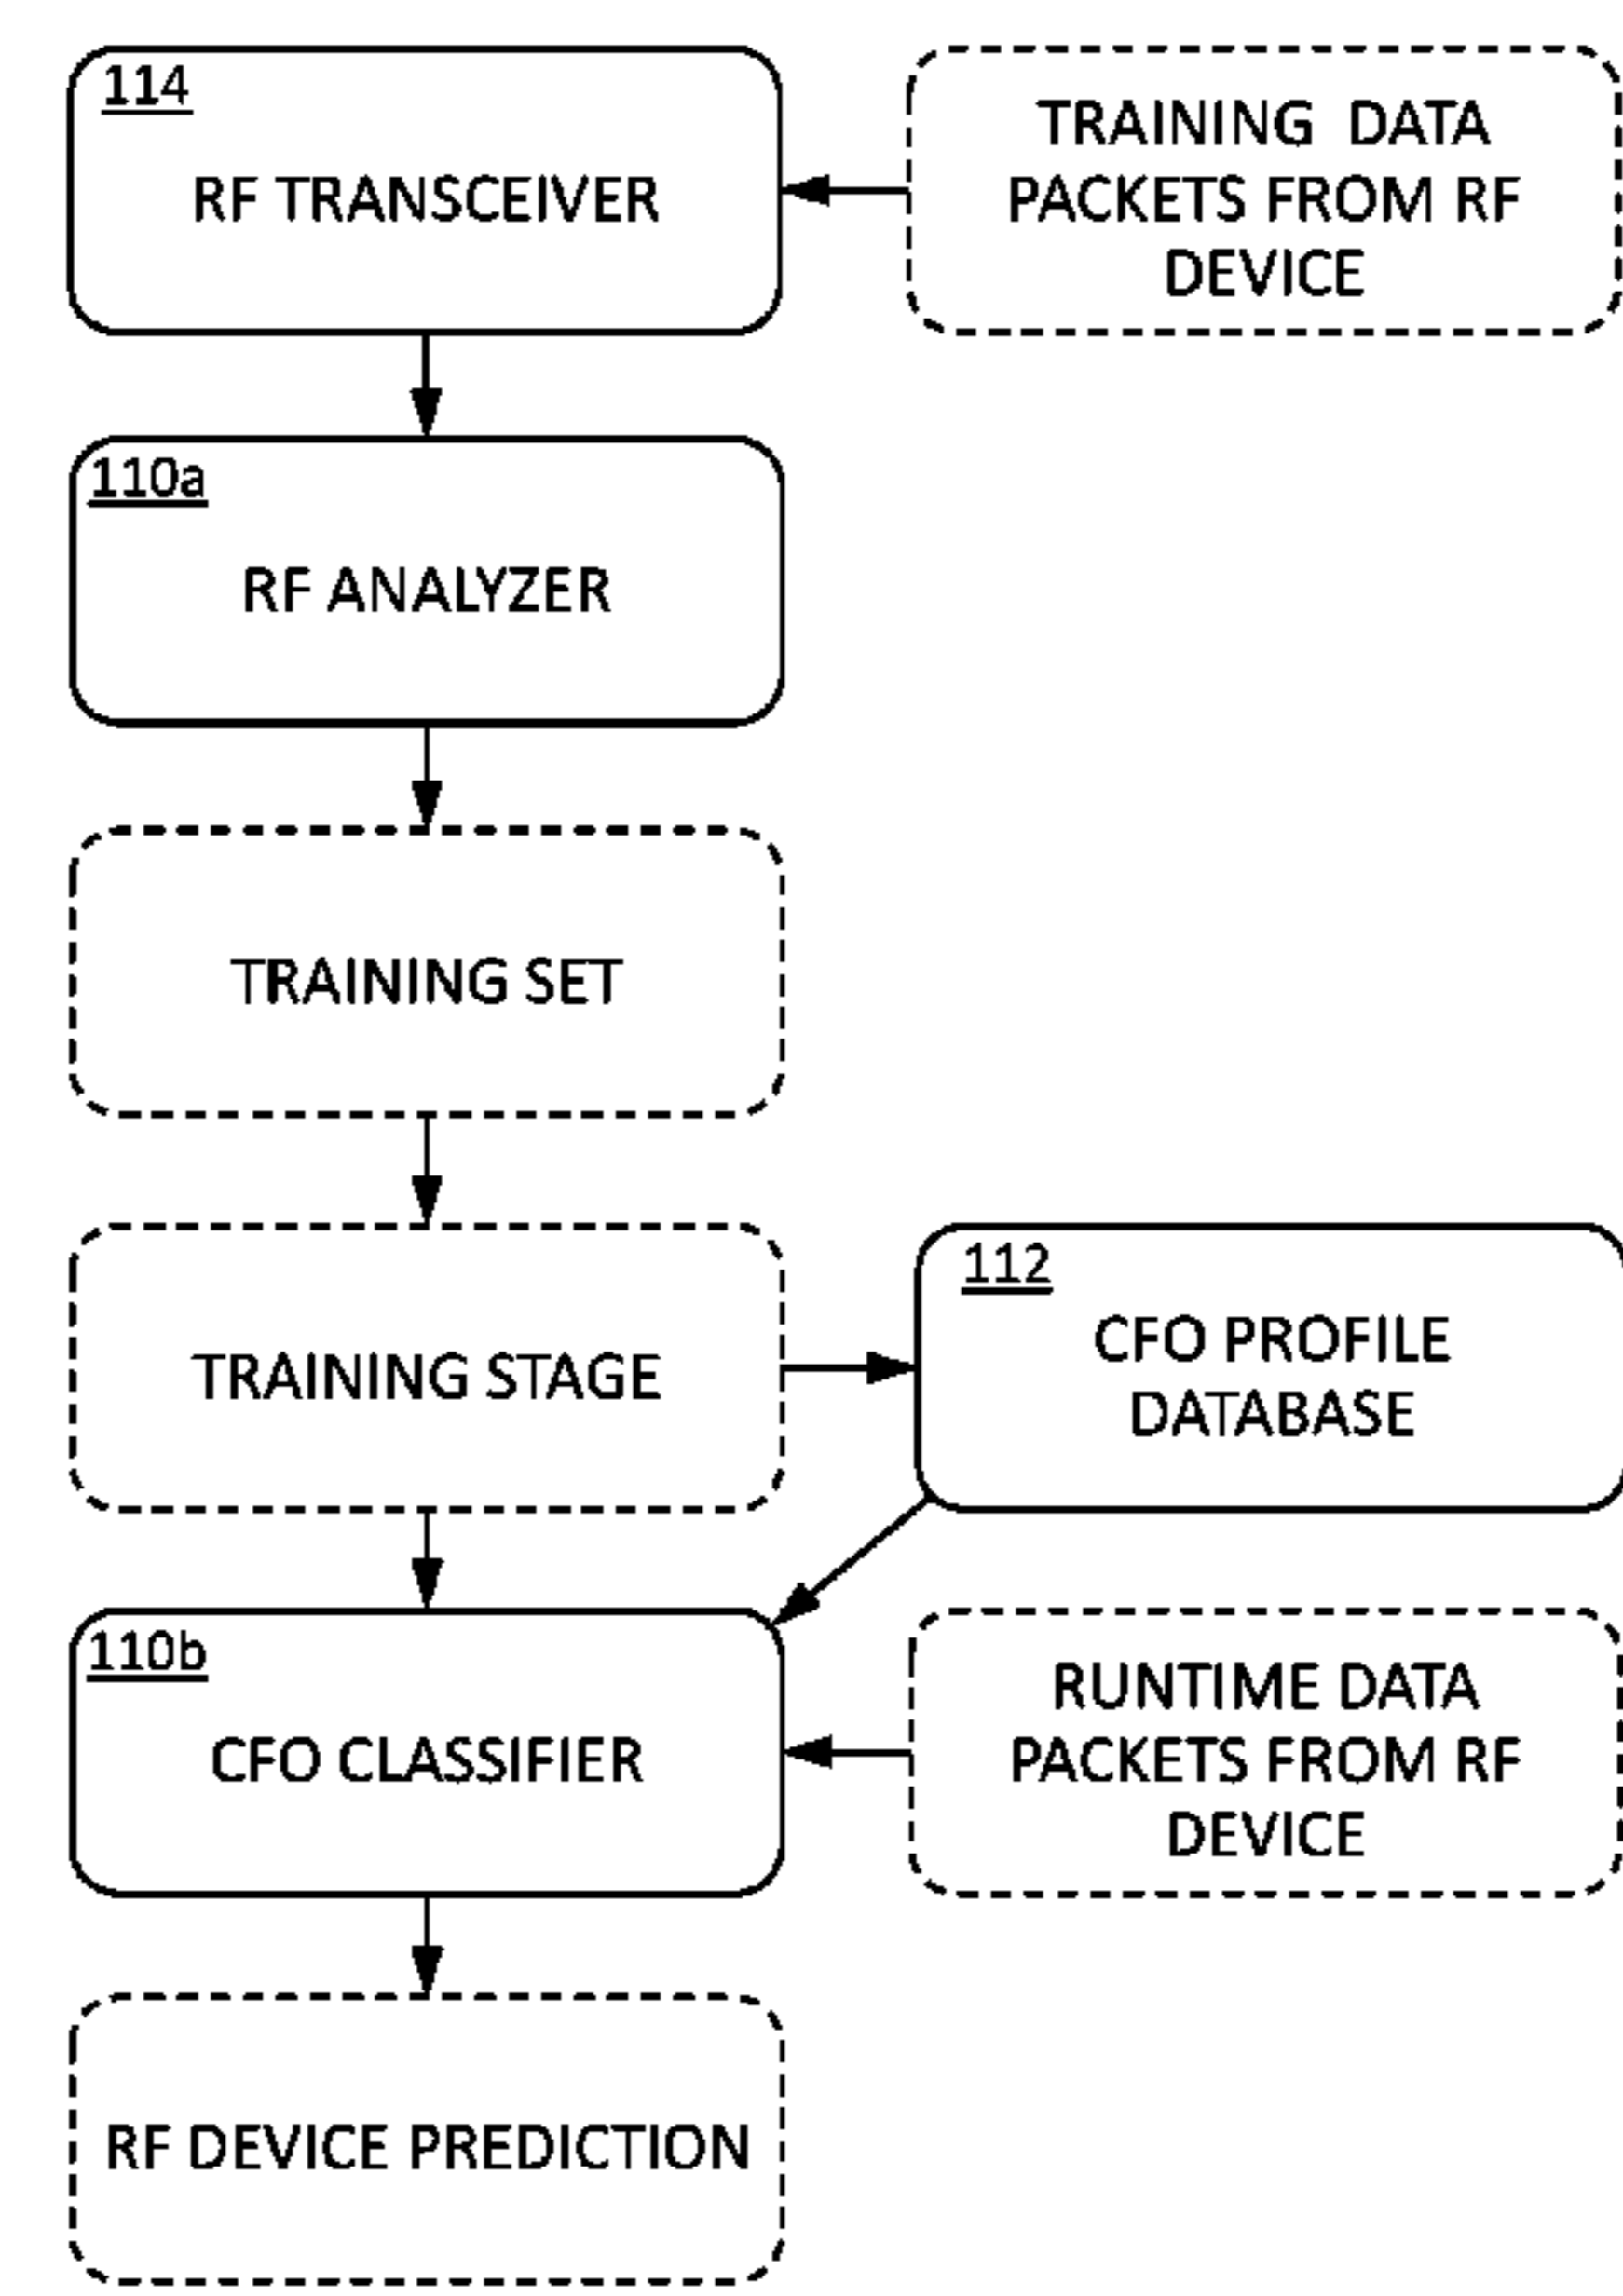 114
RF TRANSCEIVER
TRAINING DATA
PACKETS FROM RF
DEVICE
110a
RF ANALYZER
TRAINING SET
TRAINING STAGE
112
CFO PROFILE
DATABASE
110b
CFO CLASSIFIER
RUNTIME DATA
PACKETS FROM RF
DEVICE
RF DEVICE PREDICTION